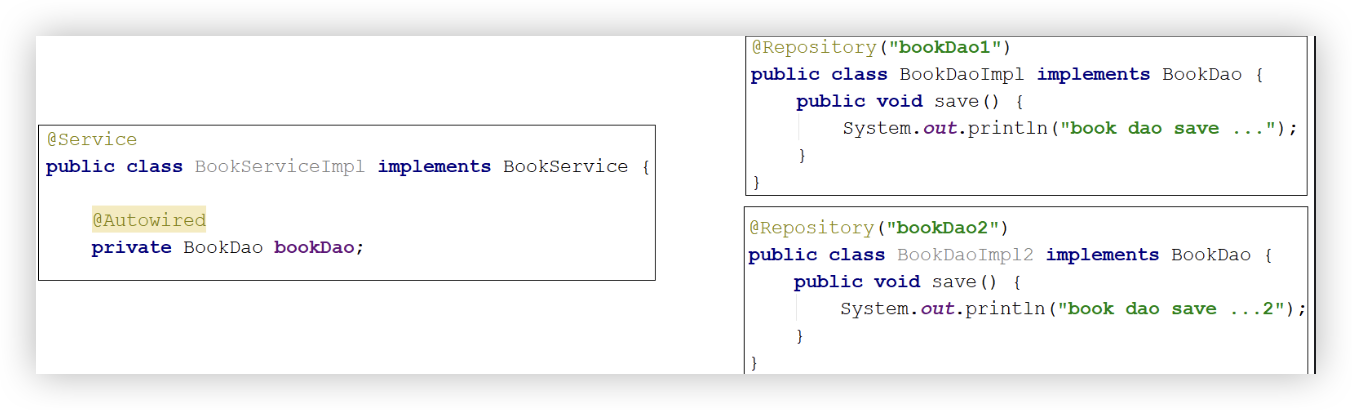 @Service
public class BookServiceImpl implements BookService {
@Autowired
private BookDao bookDao;
@Repository("bookDao1")
public class BookDaoImpl implements BookDao {
public void save() {
System.out.println("book dao save ...");
}
}
@Repository("bookDao2")
public class BookDaoImpl2 implements BookDao {
public void save() {
System.out.println("book dao save ...2");
}
}